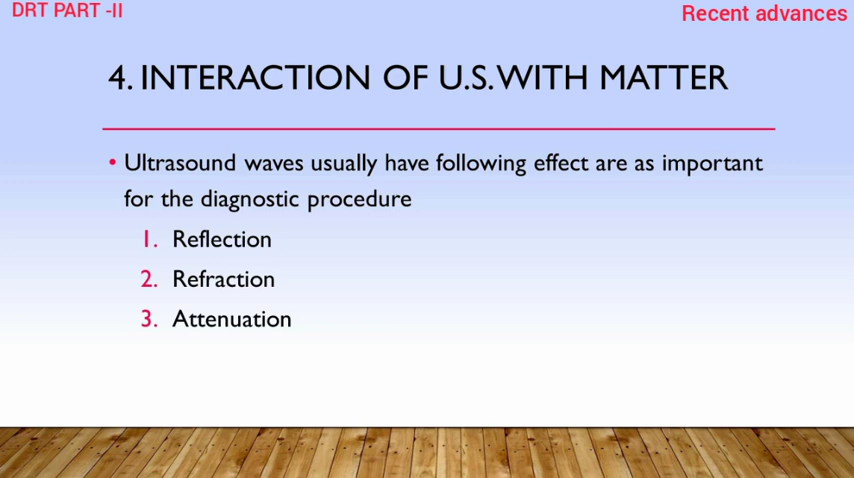 DRT PART -II
Recent advances
4. INTERACTION OF U.S. WITH MATTER
• Ultrasound waves usually have following effect are as important
for the diagnostic procedure
1. Reflection
2. Refraction
3. Attenuation